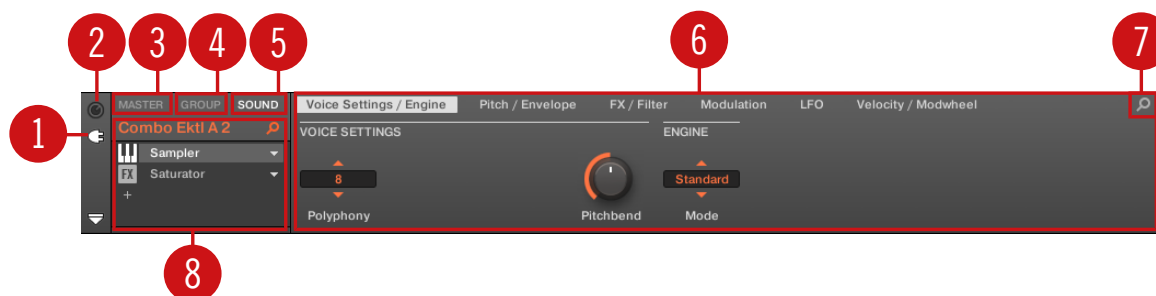 2 3 4 5 6 7
MASTER GROUP SOUND Voice Settings / Engine Pitch / Envelope FX / Filter Modulation LFO Velocity / Modwheel
1
Combo Ektl A 2 VOICE SETTINGS ENGINE
Sampler
FX Saturator 8 Standard
+
Polyphony Pitchbend Mode
8